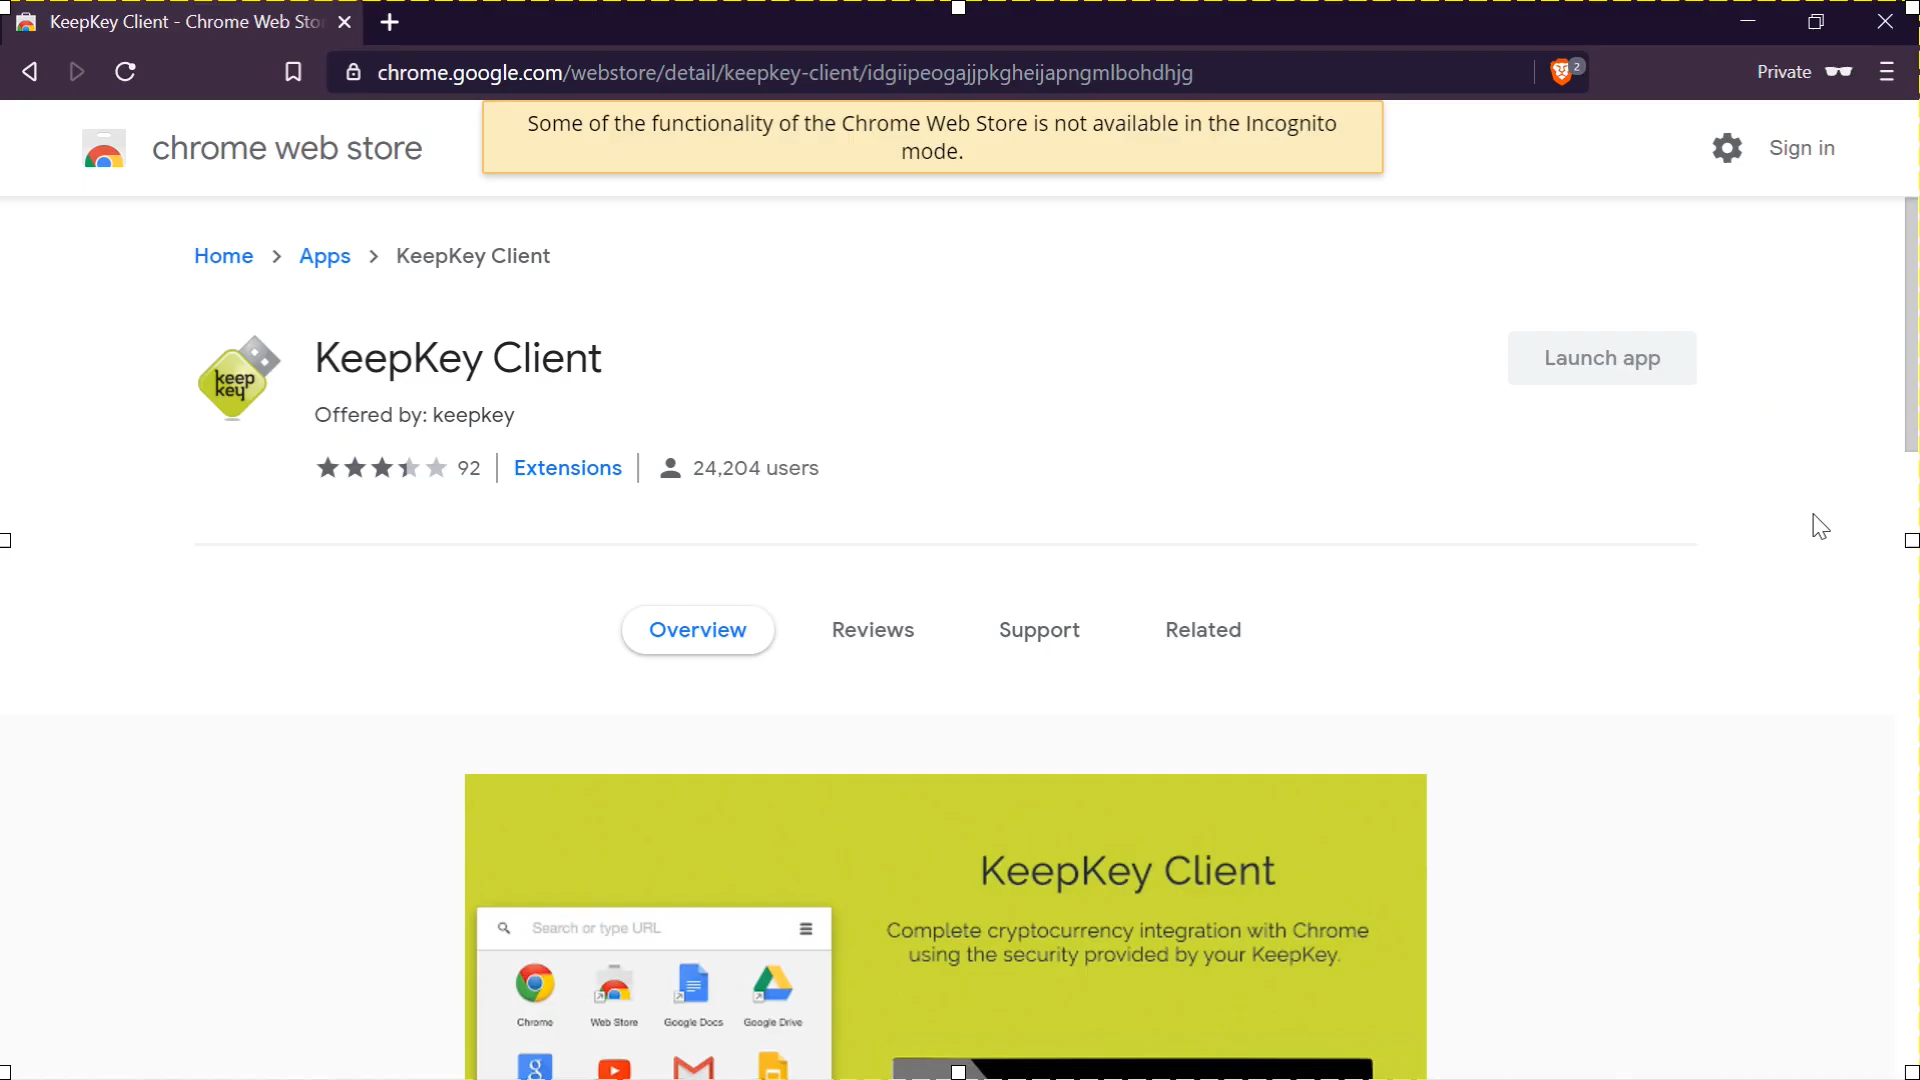 KeepKey Client - Chrome Web Sto
chrome.google.com/webstore/detail/keepkey-client/idgiipeogajjpkgheijapngmlbohdhjg
2
Private
chrome web store
Some of the functionality of the Chrome Web Store is not available in the Incognito
mode.
Sign in
Home > Apps > KeepKey Client
keep
key
KeepKey Client
Launch app
Offered by: keepkey
92
Extensions
24,204 users
Overview
Reviews
Support
Related
KeepKey Client
Complete cryptocurrency integration with Chrome
using the security provided by your KeepKey.
Search or type URL
Chrome
Web Store
Google Docs
Google Drive
g